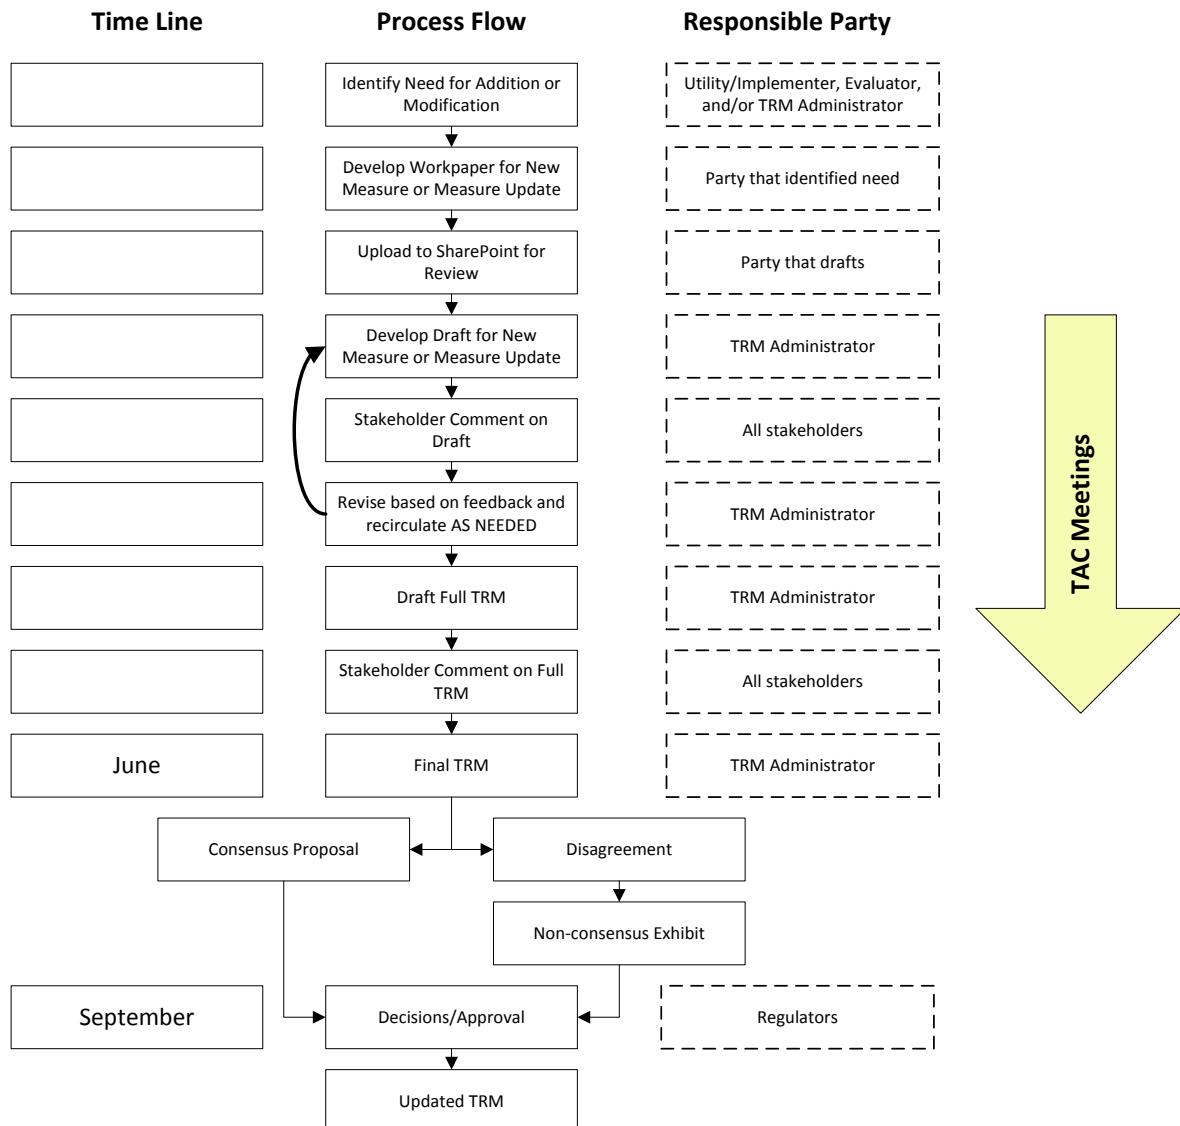 Time Line
Process Flow
Responsible Party
Identify Need for Addition or
Modification
Utility/Implementer, Evaluator,
and/or TRM Administrator
Develop Workpaper for New
Measure or Measure Update
Party that identified need
Upload to SharePoint for
Review
Party that drafts
Develop Draft for New
Measure or Measure Update
TRM Administrator
Stakeholder Comment on
Draft
All stakeholders
Revise based on feedback and
recirculate AS NEEDED
TRM Administrator
Draft Full TRM
TRM Administrator
Stakeholder Comment on Full
TRM
All stakeholders
TAC Meetings
June
Final TRM
TRM Administrator
Consensus Proposal
Disagreement
Non-consensus Exhibit
September
Decisions/Approval
Regulators
Updated TRM